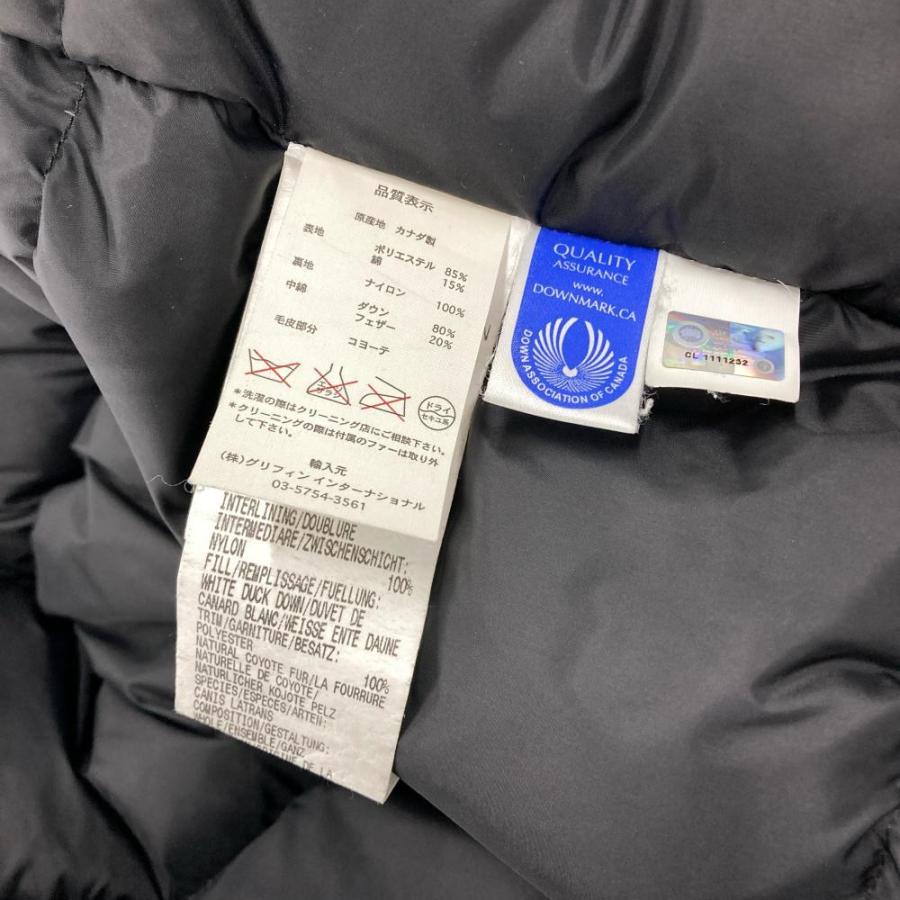 品質表示
原産地 カナダ製
表地 ポリエステル 85%
綿 15%
裏地 ナイロン 100%
中綿 ダウン 80%
フェザー 20%
毛皮部分 コヨーテ
エンソ
サラシ
ドライ
セキユ系
*洗濯の際はクリーニング店にご相談下さい。
*クリーニングの際は付属のファーは取り外
して下さい。
輸入元
(株)グリフィン インターナショナル
03-5754-3561
INTERLINING/DOUBLURE
INTERMEDIARE/ZWISCHENSCHICHT:
NYLON 100%
FILL/REMPLISSAGE/FUELLUNG:
WHITE DUCK DOWN/DUVET DE
CANARD BLANC/WEISSE ENTE DAUNE
TRIM/GARNITURE/BESATZ:
POLYESTER 100%
NATURAL COYOTE FUR/LA FOURRURE
NATURELLE DE COYOTE/
NATURLICHER KOJOTE PELZ
SPECIES/ESPECES/ARTEN:
CANIS LATRANS
COMPOSITION/GESTALTUNG:
WHOLE/ENSEMBLE/GANZ
QUALITY
ASSURANCE
www.
DOWNMARK.CA
DOWN ASSOCIATION OF CANADA
CL 1111232